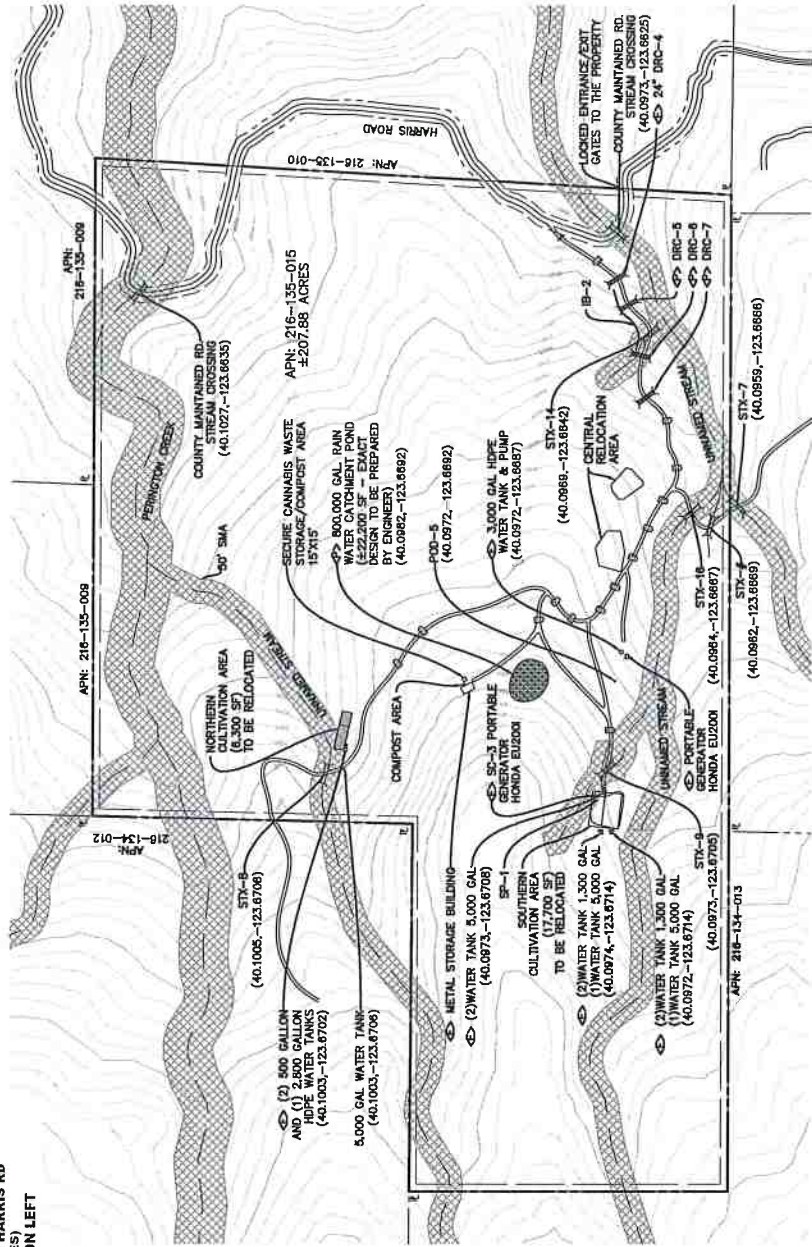 HARRIS RD
ES)
ON LEFT
APN:
216-135-009
APN: 216-135-009
APN:
216-134-012
HARRIS ROAD
APN: 216-135-010
COUNTY MAINTAINED RD.
STREAM CROSSING
(40.1027,-123.6635)
PERINGTON CREEK
50' SMA
UNNAMED STREAM
APN: 216-135-015
±207.88 ACRES
NORTHERN
CULTIVATION AREA
(6,300 SF)
TO BE RELOCATED
SECURE CANNABIS WASTE
STORAGE/COMPOST AREA
15'X15'
<P> 800,000 GAL RAIN
WATER CATCHMENT POND
(±22,200 SF - EXACT
DESIGN TO BE PREPARED
BY ENGINEER)
(40.0982,-123.6692)
POD-5
(40.0972,-123.6692)
<E> 3,000 GAL HDPE
WATER TANK & PUMP
(40.0972,-123.6687)
STX-14
(40.0969,-123.6642)
CENTRAL
RELOCATION
AREA
IB-2
LOCKED ENTRANCE/EXIT
GATES TO THE PROPERTY
COUNTY MAINTAINED RD.
STREAM CROSSING
(40.0973,-123.6625)
<E> 24" DRC-4
<P> DRC-5
<P> DRC-6
<P> DRC-7
UNNAMED STREAM
STX-7
(40.0959,-123.6686)
STX-16
(40.0964,-123.6667)
(40.0962,-123.6669)
STX-8
(40.1005,-123.6706)
<E> (2) 500 GALLON
AND (1) 2,800 GALLON
HDPE WATER TANKS
(40.1003,-123.6702)
5,000 GAL WATER TANK
(40.1003,-123.6706)
COMPOST AREA
<E> METAL STORAGE BUILDING
<E> SC-3 PORTABLE
GENERATOR
HONDA EU200I
<E> (2)WATER TANK 5,000 GAL
(40.0973,-123.6708)
SP-1
SOUTHERN
CULTIVATION AREA
(17,700 SF)
TO BE RELOCATED
<E> (2)WATER TANK 1,300 GAL
(1)WATER TANK 5,000 GAL
(40.0974,-123.6714)
<E> (2)WATER TANK 1,300 GAL
(1)WATER TANK 5,000 GAL
(40.0972,-123.6714)
STX-9
(40.0973,-123.6705)
UNNAMED STREAM
<E> PORTABLE
GENERATOR
HONDA EU200I
APN: 216-134-013